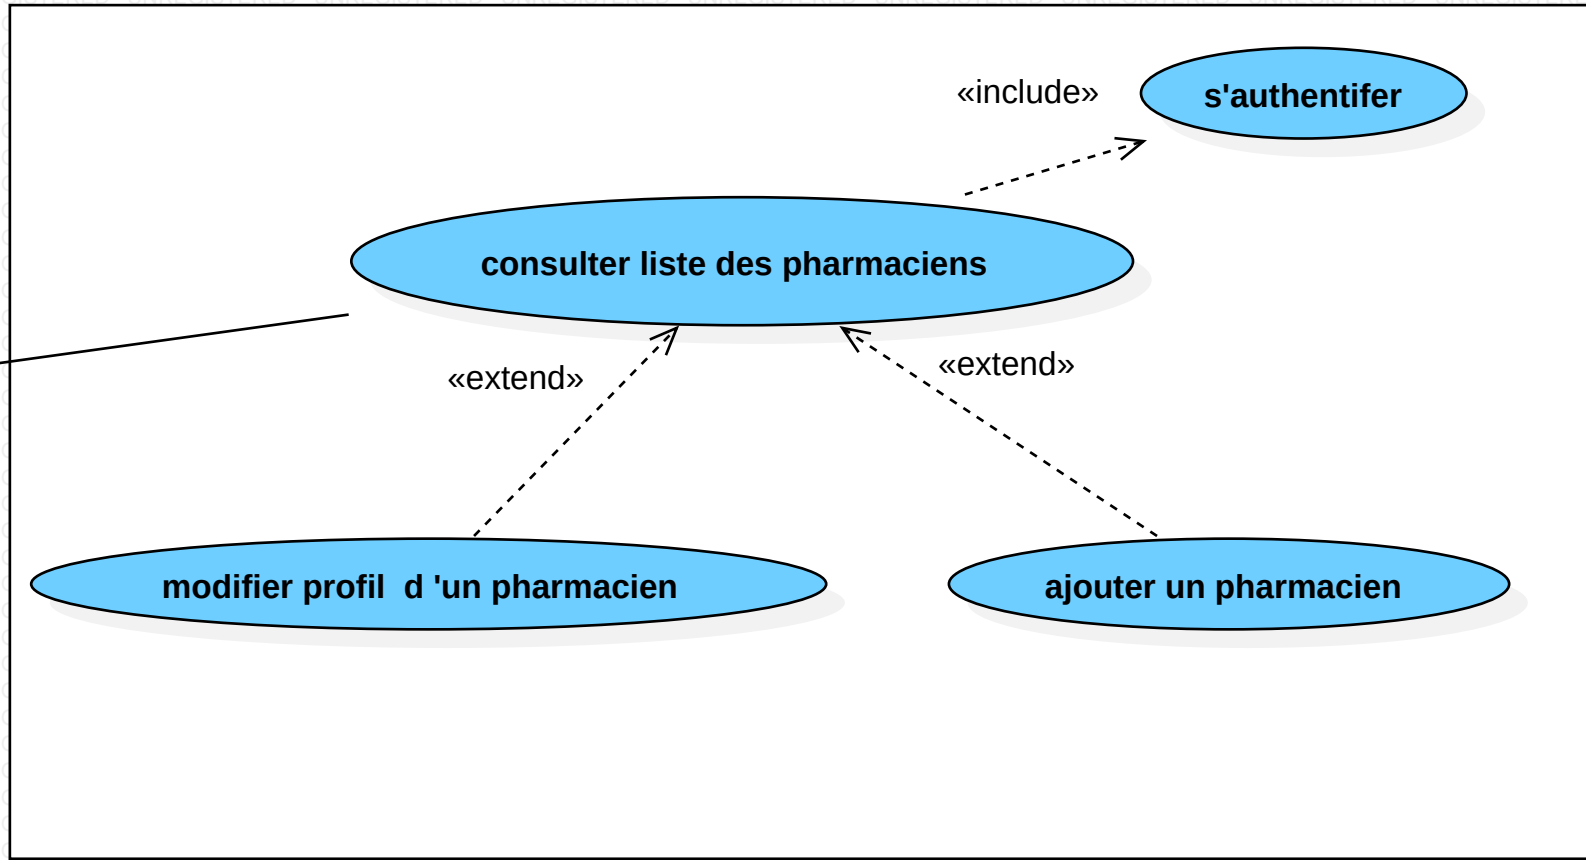 «include»
s'authentifer
consulter liste des pharmaciens
«extend»
«extend»
modifier profil  d 'un pharmacien
ajouter un pharmacien